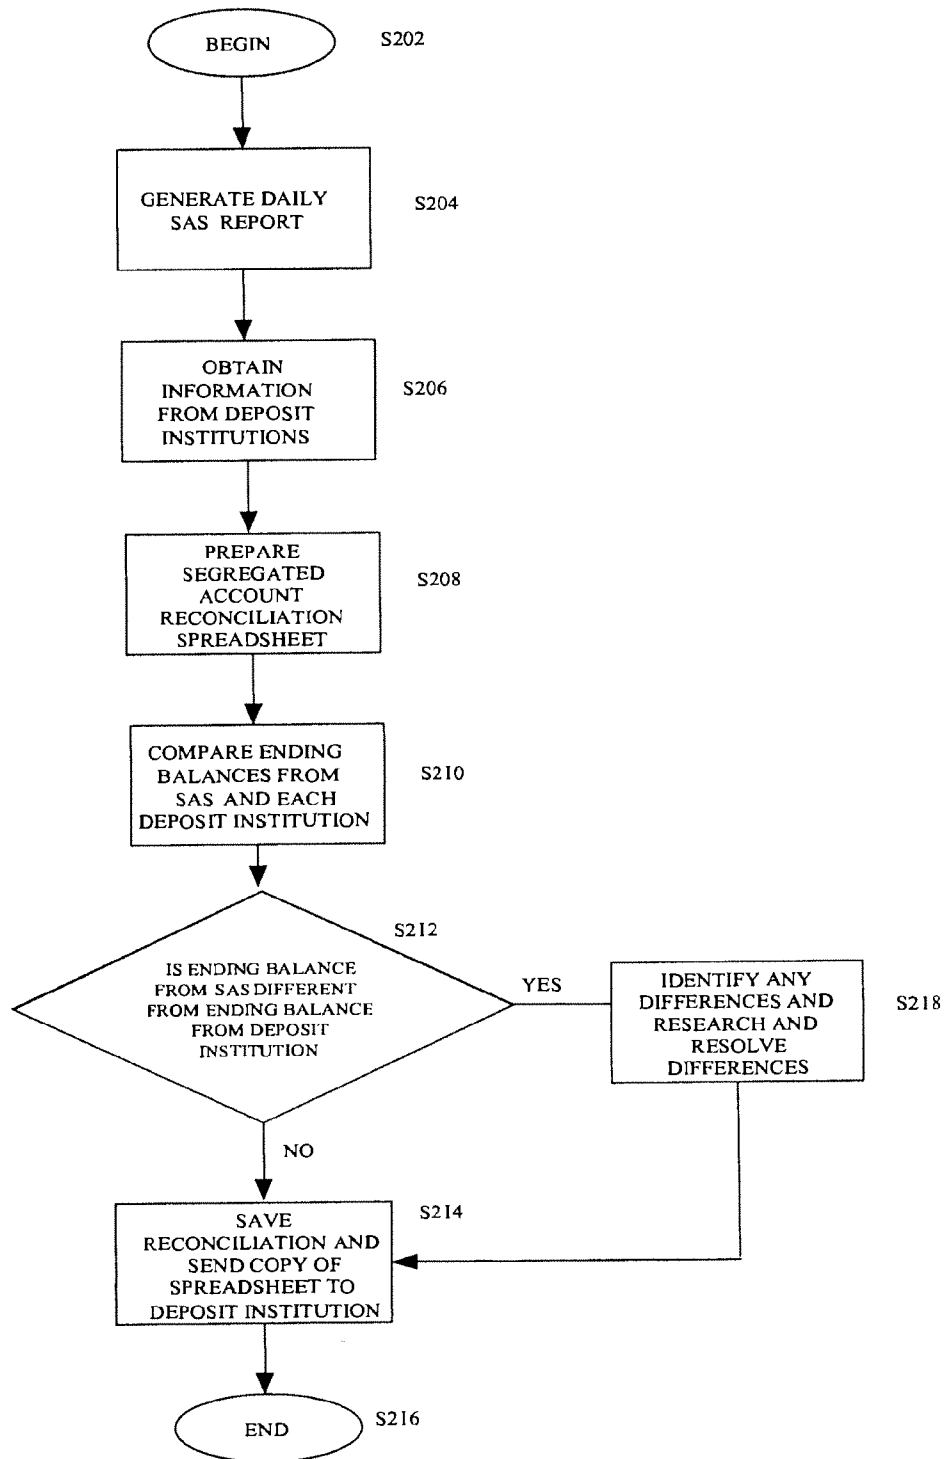 BEGIN
S202
GENERATE DAILY
SAS REPORT
S204
OBTAIN
INFORMATION
FROM DEPOSIT
INSTITUTIONS
S206
PREPARE
SEGREGATED
ACCOUNT
RECONCILIATION
SPREADSHEET
S208
COMPARE ENDING
BALANCES FROM
SAS AND EACH
DEPOSIT INSTITUTION
S210
S212
IS ENDING BALANCE
FROM SAS DIFFERENT
FROM ENDING BALANCE
FROM DEPOSIT
INSTITUTION
YES
IDENTIFY ANY
DIFFERENCES AND
RESEARCH AND
RESOLVE
DIFFERENCES
S218
NO
S214
SAVE
RECONCILIATION AND
SEND COPY OF
SPREADSHEET TO
DEPOSIT INSTITUTION
END
S216